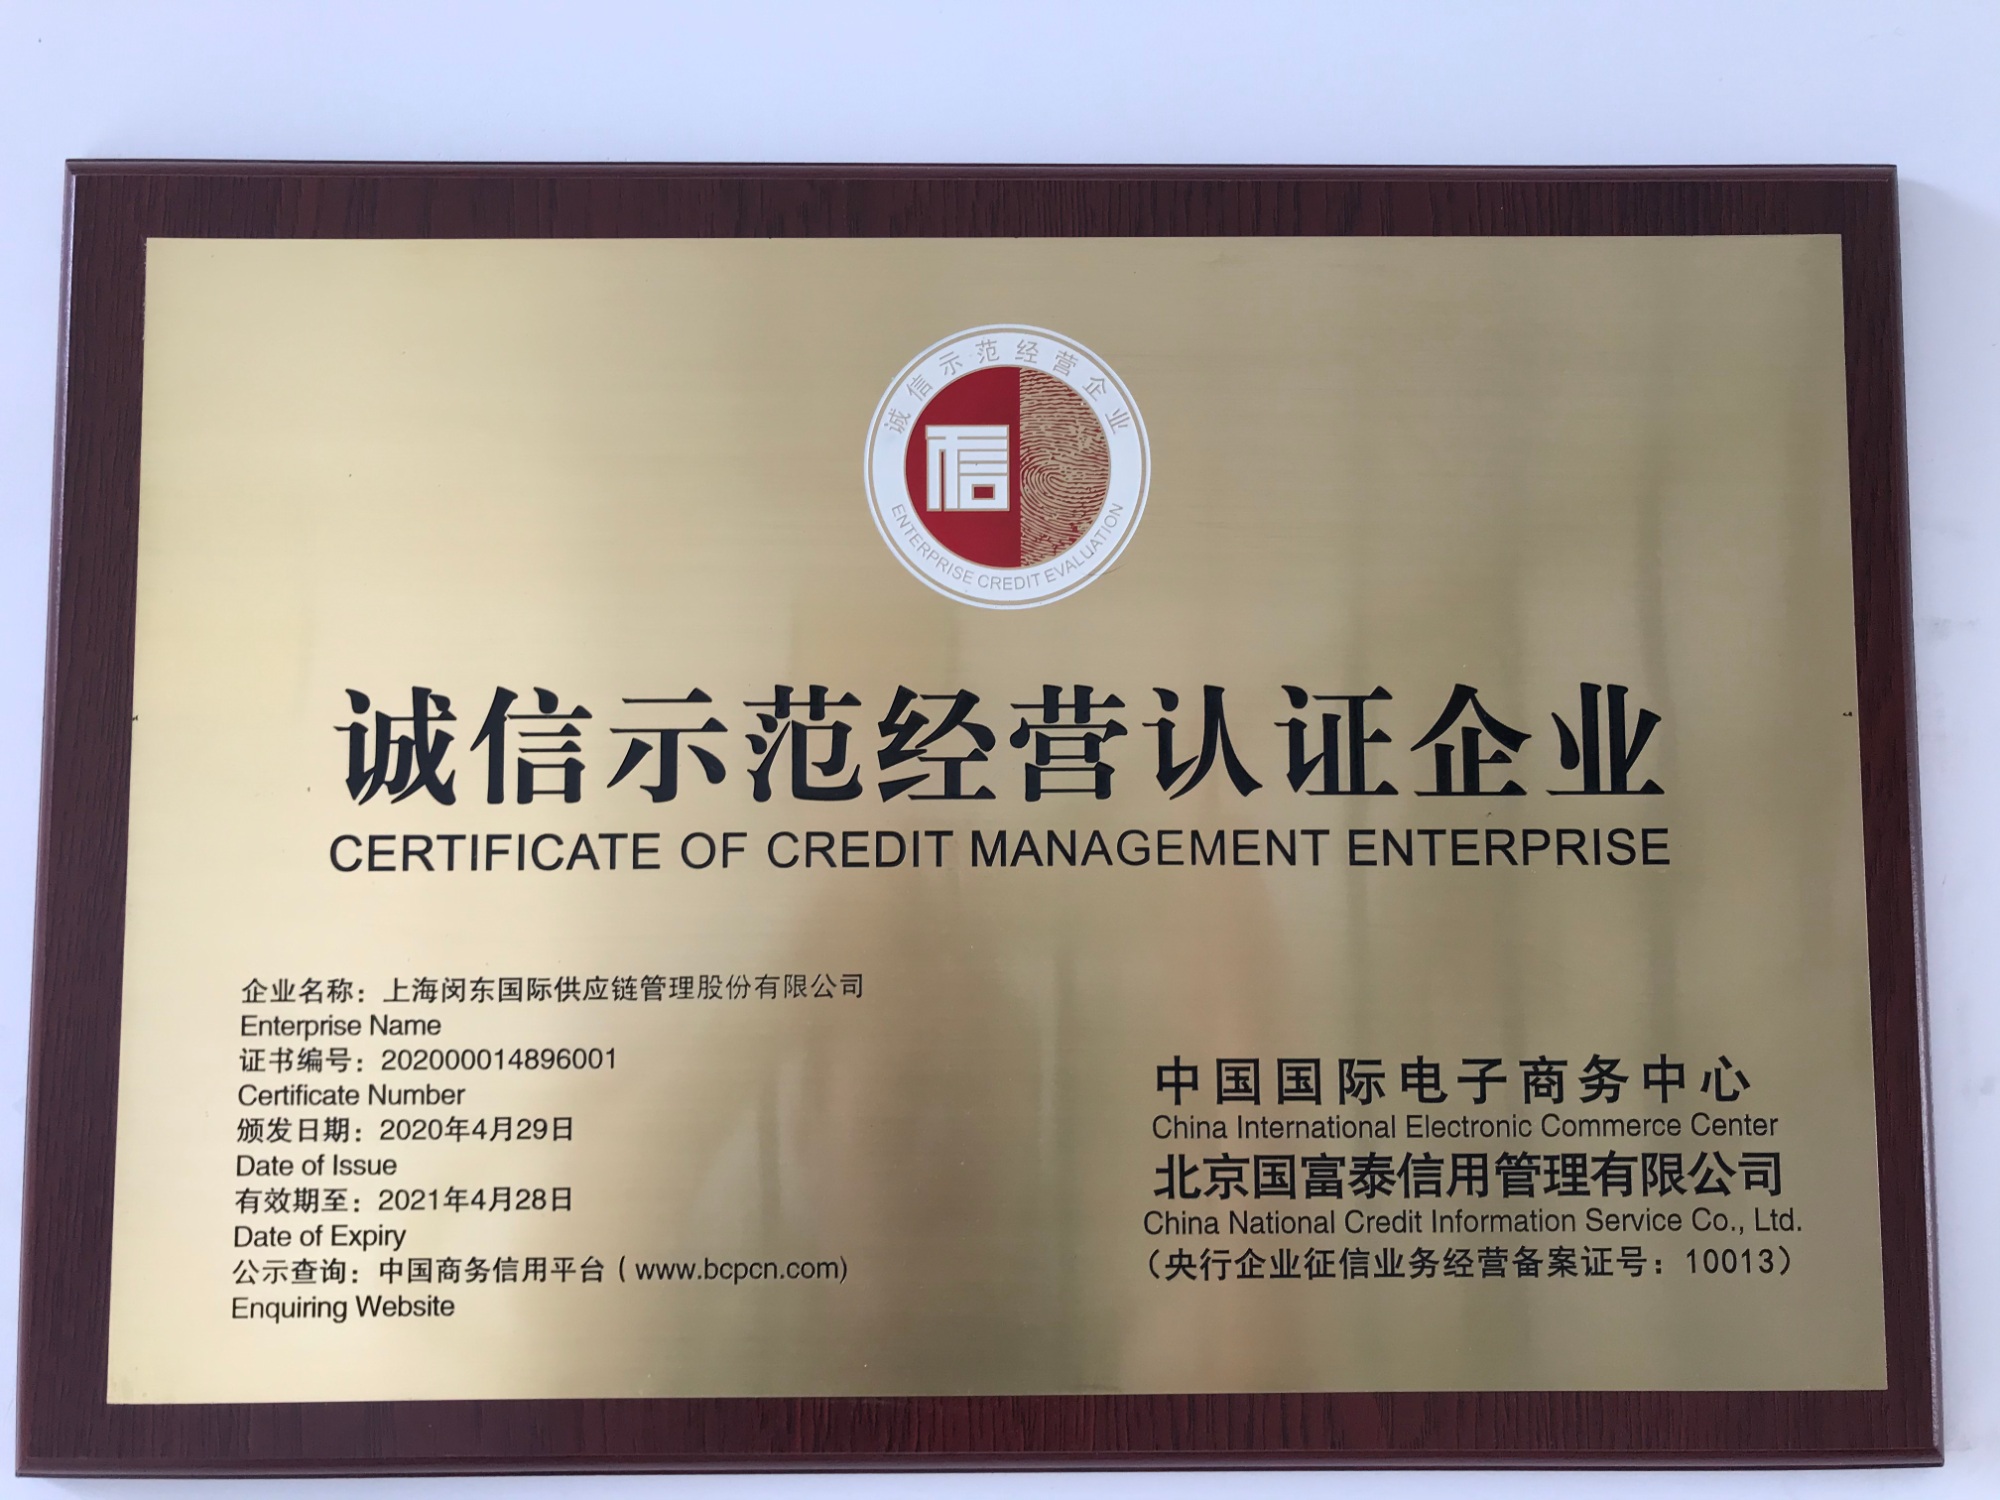 诚信示范经营企业
信
ENTERPRISE CREDIT EVALUATION
诚信示范经营认证企业
CERTIFICATE OF CREDIT MANAGEMENT ENTERPRISE
企业名称：上海闵东国际供应链管理股份有限公司
Enterprise Name
证书编号：202000014896001
Certificate Number
颁发日期：2020年4月29日
Date of Issue
有效期至：2021年4月28日
Date of Expiry
公示查询：中国商务信用平台（www.bcpcn.com)
Enquiring Website
中国国际电子商务中心
China International Electronic Commerce Center
北京国富泰信用管理有限公司
China National Credit Information Service Co., Ltd.
（央行企业征信业务经营备案证号：10013）